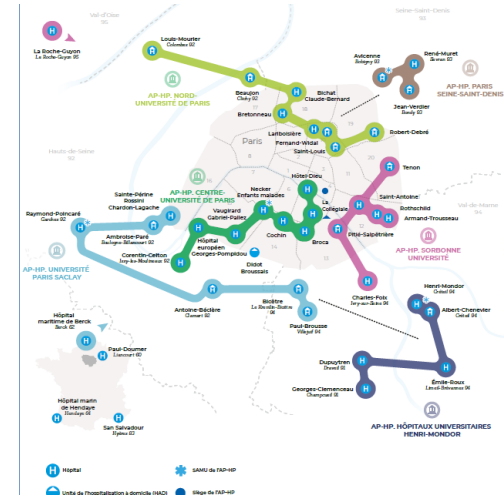 Val-d'Oise
95
Seine-Saint-Denis
93
La Roche-Guyon
La Roche-Guyon 95
Louis-Mourier
Colombes 92
Avicenne
Bobigny 93
René-Muret
Sevran 93
Beaujon
Clichy 92
Bichat
Claude-Bernard
Jean-Verdier
Bondy 93
AP-HP. PARIS
SEINE-SAINT-DENIS
AP-HP. NORD-
UNIVERSITÉ DE PARIS
Bretonneau
Lariboisière
Fernand-Widal
Saint-Louis
Robert-Debré
Hauts-de-Seine
92
Paris
Tenon
AP-HP. CENTRE-
UNIVERSITÉ DE PARIS
Necker
Enfants malades
Hôtel-Dieu
Sainte-Périne
Rossini
Chardon-Lagache
Saint-Antoine
Rothschild
Armand-Trousseau
Val-de-Marne
94
Raymond-Poincaré
Garches 92
Vaugirard
Gabriel-Pallez
La
Collégiale
Ambroise-Paré
Boulogne-Billancourt 92
Hôpital
européen
Georges-Pompidou
Cochin
Broca
Pitié-Salpêtrière
AP-HP. SORBONNE
UNIVERSITÉ
Corentin-Celton
Issy-les-Moulineaux 92
Didot
Broussais
AP-HP. UNIVERSITÉ
PARIS SACLAY
Charles-Foix
Ivry-sur-Seine 94
Henri-Mondor
Créteil 94
Albert-Chenevier
Créteil 94
Antoine-Béclère
Clamart 92
Bicêtre
Le Kremlin-Bicêtre
94
Paul-Brousse
Villejuif 94
Hôpital
maritime de Berck
Berck 62
Paul-Doumer
Liancourt 60
Dupuytren
Draveil 91
Georges-Clemenceau
Champcueil 91
Émile-Roux
Limeil-Brévannes 94
Hôpital marin
de Hendaye
Hendaye 64
San Salvadour
Hyères 83
AP-HP. HÔPITAUX UNIVERSITAIRES
HENRI-MONDOR
Hôpital
SAMU de l'AP-HP
Unité de l'hospitalisation à domicile (HAD)
Siège de l'AP-HP